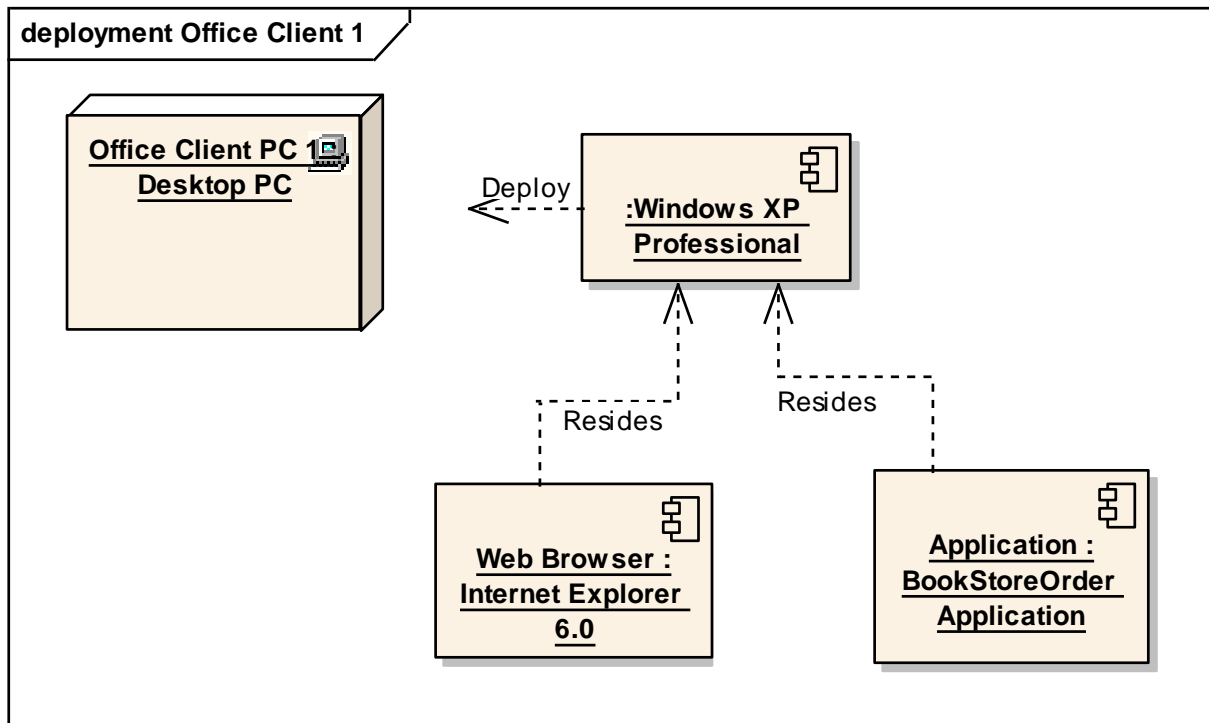 deployment Office Client 1
Office Client PC 1
Desktop PC
Deploy
:Windows XP
Professional
Resides
Resides
Web Browser :
Internet Explorer
6.0
Application :
BookStoreOrder
Application